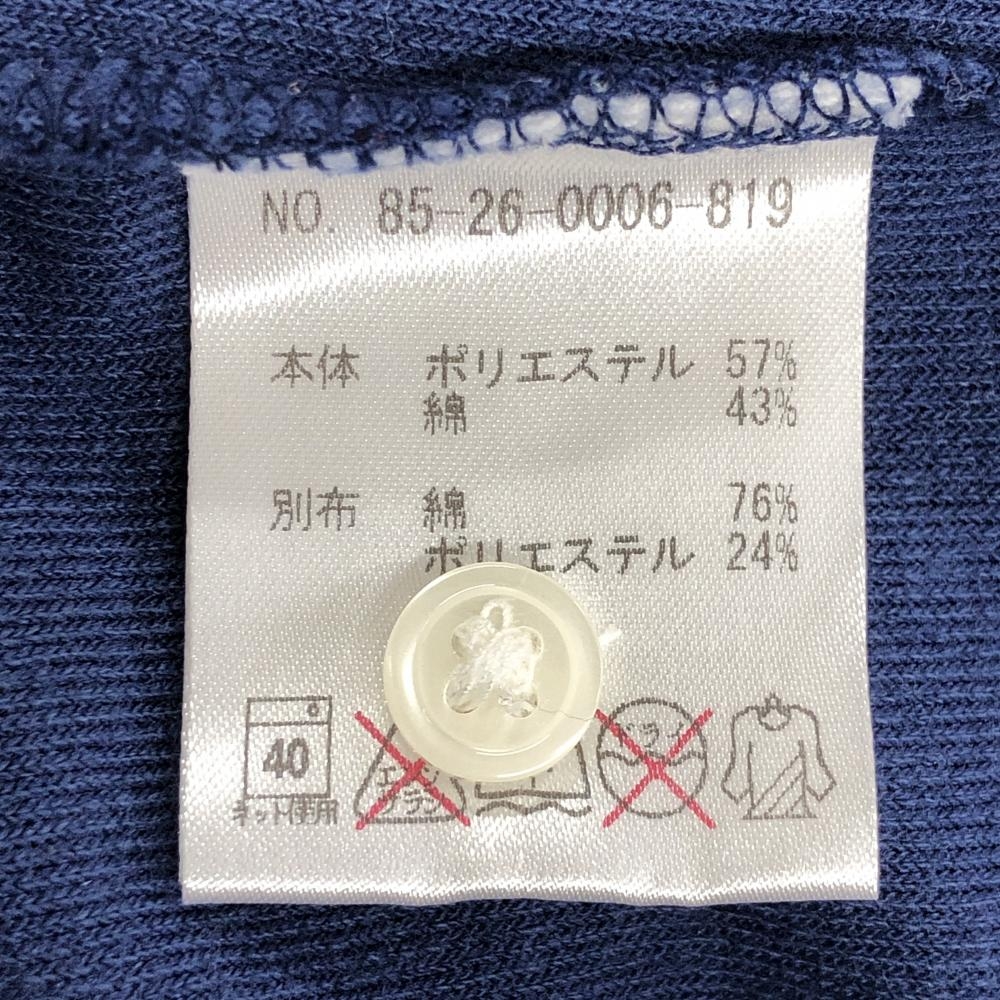 NO. 85-26-0006-819
本体 ポリエステル 57%
綿 43%
別布 綿 76%
ポリエステル 24%
40
ネット使用